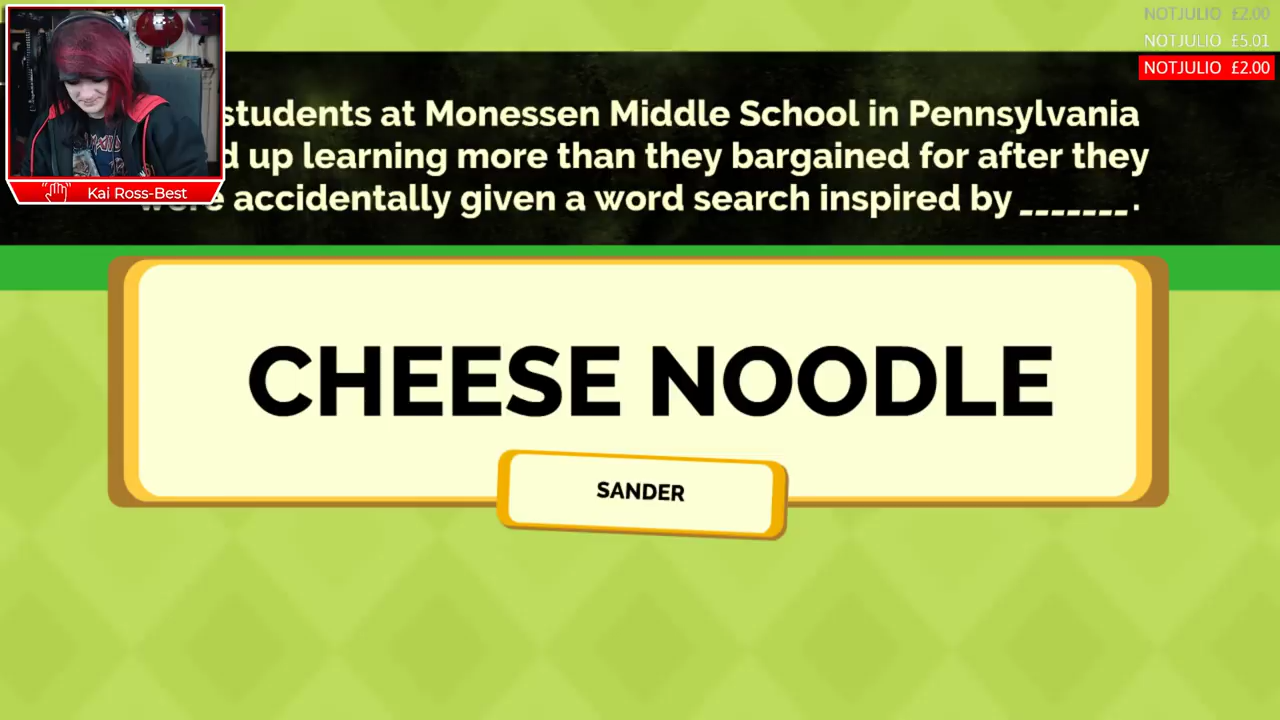 NOTJULIO £2.00
NOTJULIO £5.01
NOTJULIO £2.00
students at Monessen Middle School in Pennsylvania
up learning more than they bargained for after they
accidentally given a word search inspired by _______.
Kai Ross-Best
CHEESE NOODLE
SANDER